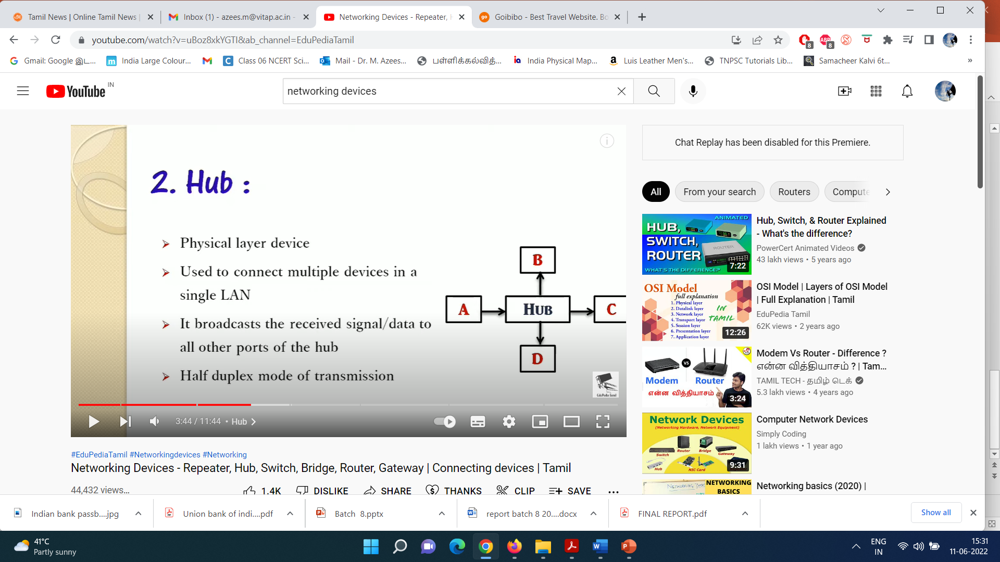 Tamil News | Online Tamil News |
Inbox (1) - azees.m@vitap.ac.in -
Networking Devices - Repeater, H
Goibibo - Best Travel Website. Bo
youtube.com/watch?v=uBoz8xkYGTI&ab_channel=EduPediaTamil
8
ABP
8
Gmail: Google இட...
India Large Colour...
Class 06 NCERT Sci...
Mail - Dr. M. Azees...
பள்ளிக்கல்வித்...
India Physical Map...
Luis Leather Men's...
TNPSC Tutorials Lib...
Samacheer Kalvi 6t...
»
YouTube IN
networking devices
2. Hub :
Physical layer device
Used to connect multiple devices in a
single LAN
It broadcasts the received signal/data to
all other ports of the hub
Half duplex mode of transmission
B
A
HUB
C
D
EduPedia Tamil
3:44 / 11:44 • Hub
#EduPediaTamil #Networkingdevices #Networking
Networking Devices - Repeater, Hub, Switch, Bridge, Router, Gateway | Connecting devices | Tamil
44,432 views...
1.4K
DISLIKE
SHARE
THANKS
CLIP
SAVE
...
Chat Replay has been disabled for this Premiere.
All
From your search
Routers
Compute
ANIMATED
HUB,
SWITCH,
ROUTER
ROUTER
WHAT'S THE DIFFERENCE?
7:22
Hub, Switch, & Router Explained
- What's the difference?
PowerCert Animated Videos
43 lakh views • 5 years ago
OSI Model
full explanation
1. Physical layer
2. Datalink layer
3. Network layer
4. Transport layer
5. Session layer
6. Presentation layer
7. Application layer
IN
TAMIL
12:26
OSI Model | Layers of OSI Model
| Full Explanation | Tamil
EduPedia Tamil
62K views • 2 years ago
VS
Modem
Router
என்ன வித்தியாசம்
3:24
Modem Vs Router - Difference ?
என்ன வித்தியாசம் ? | Tam...
TAMIL TECH - தமிழ் டெக்
5.3 lakh views • 4 years ago
Network Devices
(Networking Hardware, Network Equipment)
Router
Bridge
Switch
Gateway
Hub
NIC Card
9:31
Computer Network Devices
Simply Coding
1 lakh views • 1 year ago
NETWORKING
BASICS
Networking basics (2020) |
Indian bank passb....jpg
Union bank of indi....pdf
Batch 8.pptx
report batch 8 20....docx
FINAL REPORT.pdf
Show all
41°C
Partly sunny
ENG
IN
15:31
11-06-2022